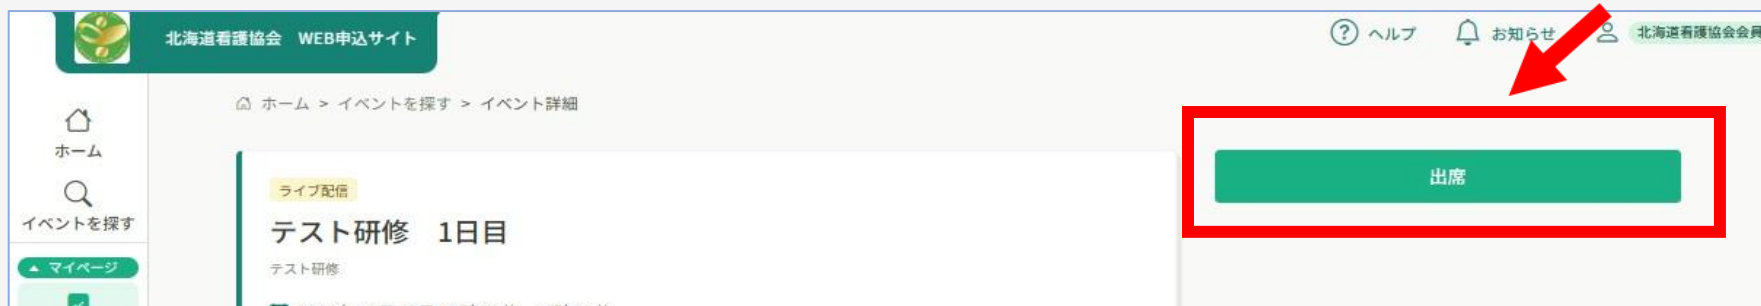 北海道看護協会　WEB申込サイト
ヘルプ
お知らせ
北海道看護協会会員
ホーム > イベントを探す > イベント詳細
ホーム
イベントを探す
マイページ
ライブ配信
テスト研修　1日目
テスト研修
出席